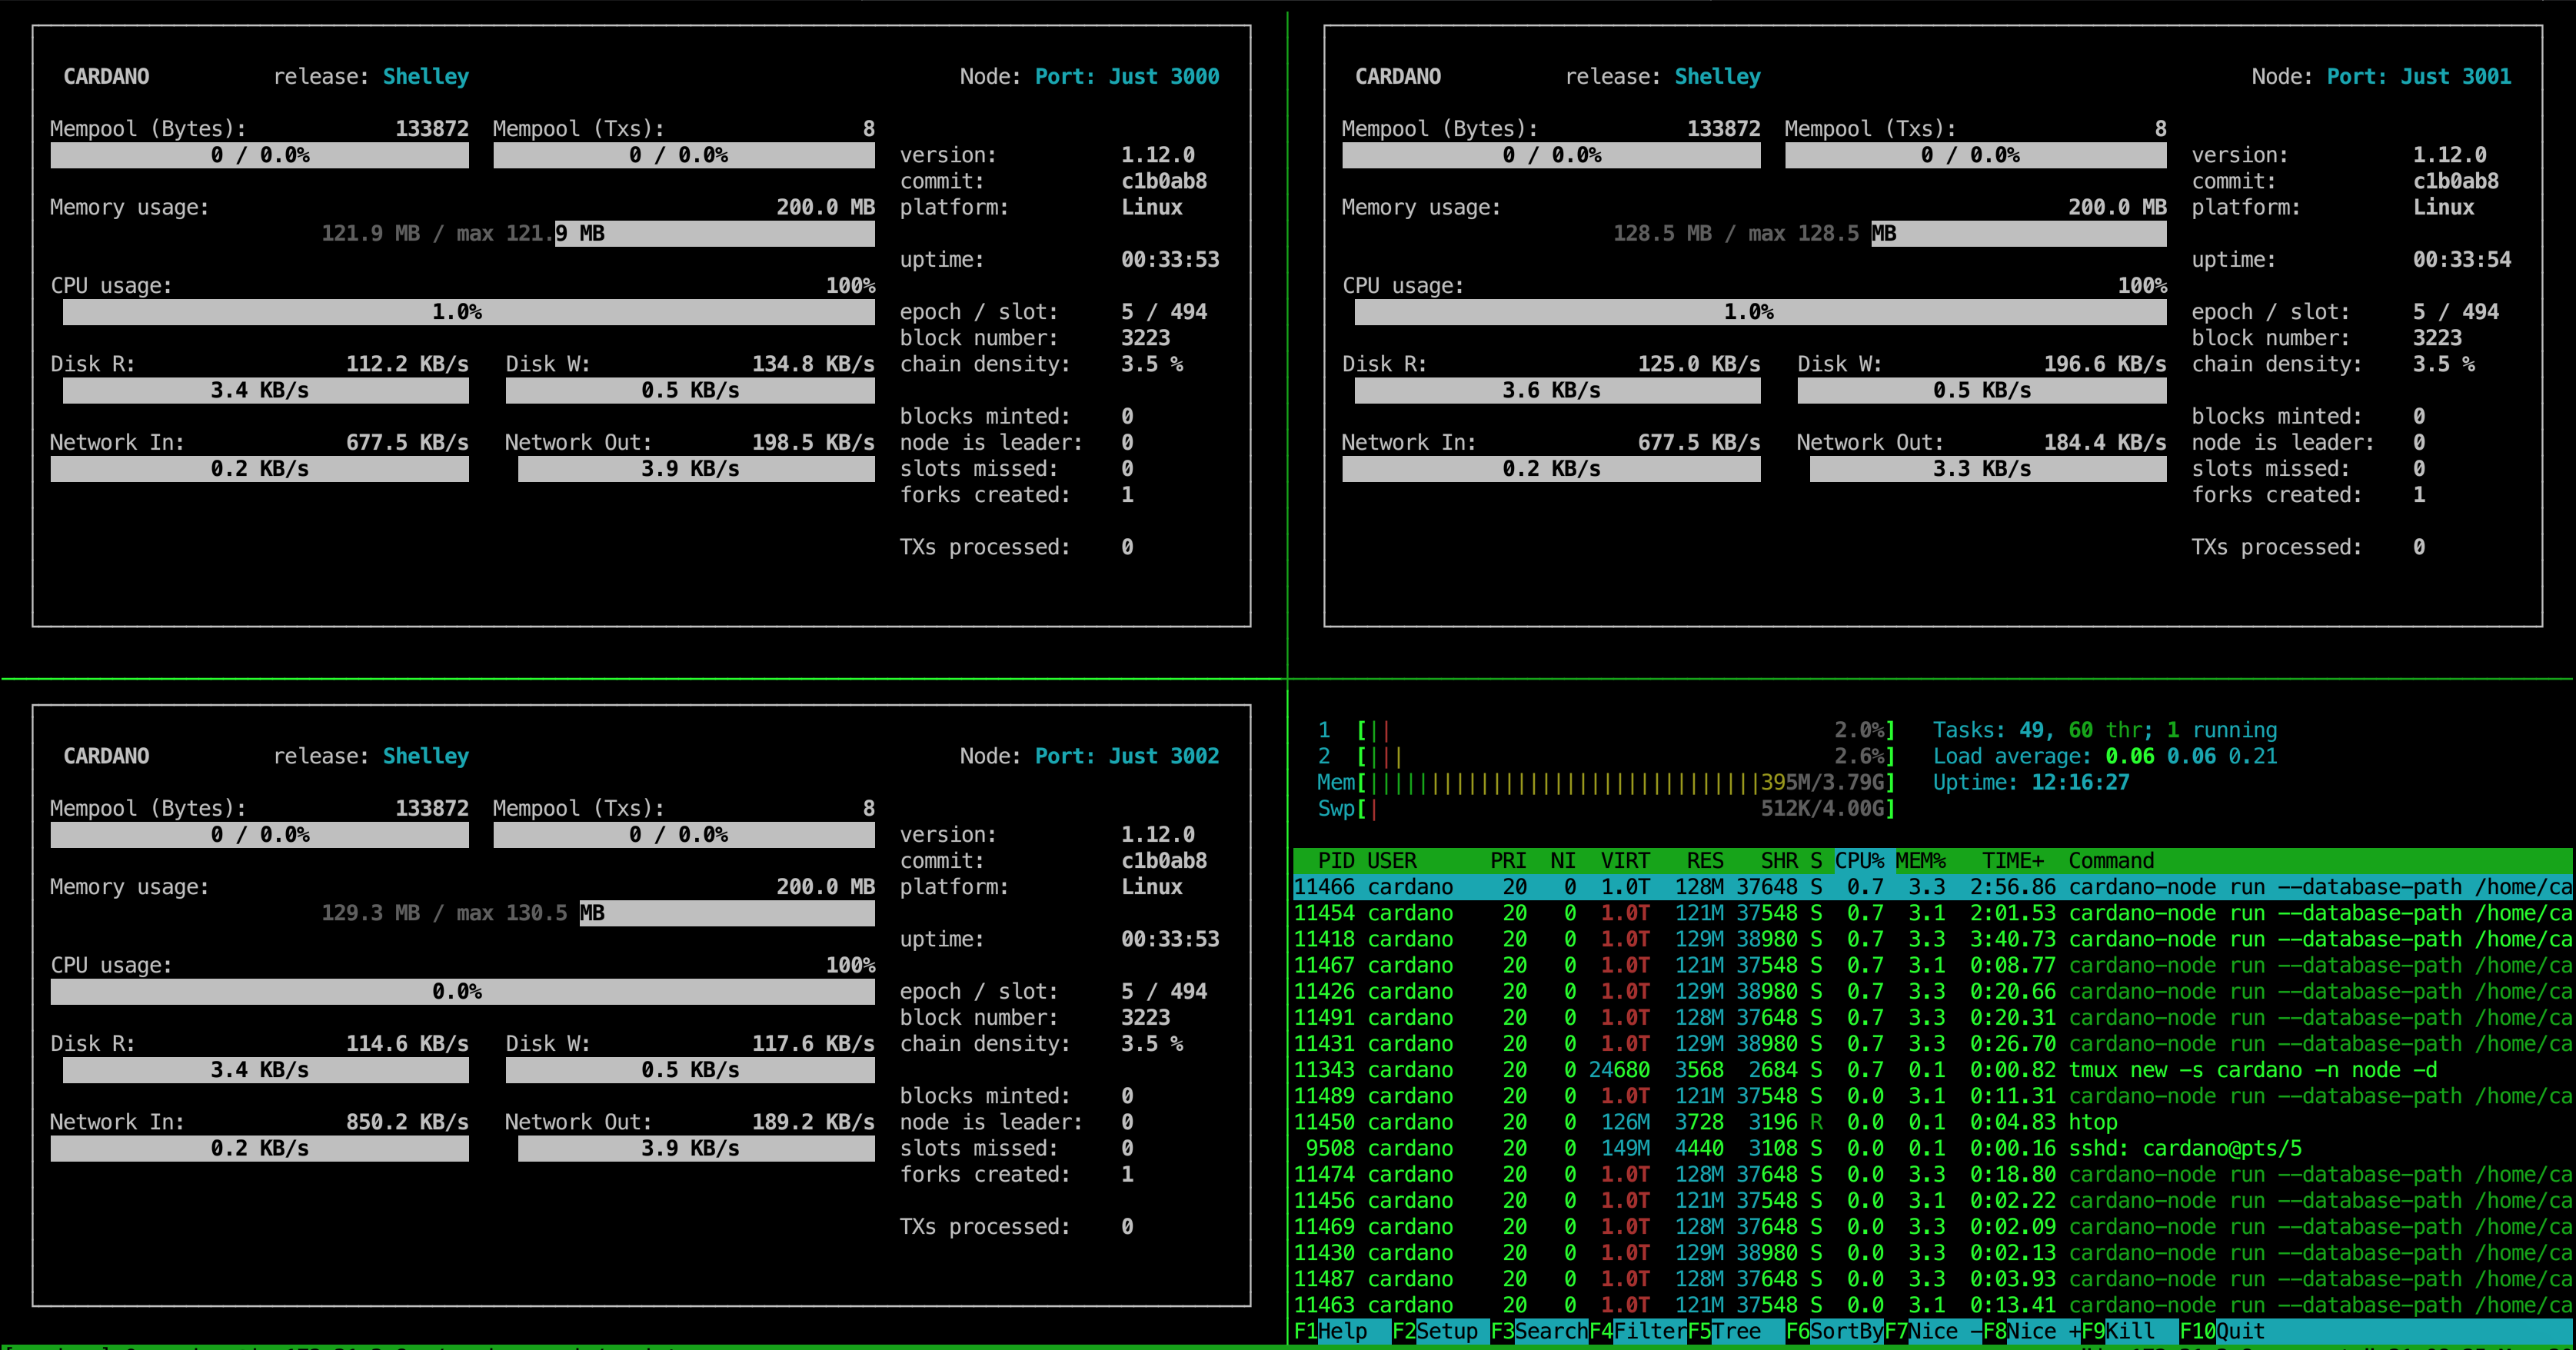 CARDANO release: Shelley Node: Port: Just 3000
Mempool (Bytes): 133872 Mempool (Txs): 8
0 / 0.0% 0 / 0.0% version: 1.12.0
commit: c1b0ab8
Memory usage: 200.0 MB platform: Linux
121.9 MB / max 121.9 MB
uptime: 00:33:53
CPU usage: 100%
1.0% epoch / slot: 5 / 494
block number: 3223
Disk R: 112.2 KB/s Disk W: 134.8 KB/s chain density: 3.5 %
3.4 KB/s 0.5 KB/s
blocks minted: 0
Network In: 677.5 KB/s Network Out: 198.5 KB/s node is leader: 0
0.2 KB/s 3.9 KB/s slots missed: 0
forks created: 1
TXs processed: 0
CARDANO release: Shelley Node: Port: Just 3001
Mempool (Bytes): 133872 Mempool (Txs): 8
0 / 0.0% 0 / 0.0% version: 1.12.0
commit: c1b0ab8
Memory usage: 200.0 MB platform: Linux
128.5 MB / max 128.5 MB
uptime: 00:33:54
CPU usage: 100%
1.0% epoch / slot: 5 / 494
block number: 3223
Disk R: 125.0 KB/s Disk W: 196.6 KB/s chain density: 3.5 %
3.6 KB/s 0.5 KB/s
blocks minted: 0
Network In: 677.5 KB/s Network Out: 184.4 KB/s node is leader: 0
0.2 KB/s 3.3 KB/s slots missed: 0
forks created: 1
TXs processed: 0
CARDANO release: Shelley Node: Port: Just 3002
Mempool (Bytes): 133872 Mempool (Txs): 8
0 / 0.0% 0 / 0.0% version: 1.12.0
commit: c1b0ab8
Memory usage: 200.0 MB platform: Linux
129.3 MB / max 130.5 MB
uptime: 00:33:53
CPU usage: 100%
0.0% epoch / slot: 5 / 494
block number: 3223
Disk R: 114.6 KB/s Disk W: 117.6 KB/s chain density: 3.5 %
3.4 KB/s 0.5 KB/s
blocks minted: 0
Network In: 850.2 KB/s Network Out: 189.2 KB/s node is leader: 0
0.2 KB/s 3.9 KB/s slots missed: 0
forks created: 1
TXs processed: 0
1 [|| 2.0%] Tasks: 49, 60 thr; 1 running
2 [||| 2.6%] Load average: 0.06 0.06 0.21
Mem[||||||||||||||||||||||||||||||||395M/3.79G] Uptime: 12:16:27
Swp[| 512K/4.00G]
PID USER PRI NI VIRT RES SHR S CPU% MEM% TIME+ Command
11466 cardano 20 0 1.0T 128M 37648 S 0.7 3.3 2:56.86 cardano-node run --database-path /home/ca
11454 cardano 20 0 1.0T 121M 37548 S 0.7 3.1 2:01.53 cardano-node run --database-path /home/ca
11418 cardano 20 0 1.0T 129M 38980 S 0.7 3.3 3:40.73 cardano-node run --database-path /home/ca
11467 cardano 20 0 1.0T 121M 37548 S 0.7 3.1 0:08.77 cardano-node run --database-path /home/ca
11426 cardano 20 0 1.0T 129M 38980 S 0.7 3.3 0:20.66 cardano-node run --database-path /home/ca
11491 cardano 20 0 1.0T 128M 37648 S 0.7 3.3 0:20.31 cardano-node run --database-path /home/ca
11431 cardano 20 0 1.0T 129M 38980 S 0.7 3.3 0:26.70 cardano-node run --database-path /home/ca
11343 cardano 20 0 24680 3568 2684 S 0.7 0.1 0:00.82 tmux new -s cardano -n node -d
11489 cardano 20 0 1.0T 121M 37548 S 0.0 3.1 0:11.31 cardano-node run --database-path /home/ca
11450 cardano 20 0 126M 3728 3196 R 0.0 0.1 0:04.83 htop
9508 cardano 20 0 149M 4440 3108 S 0.0 0.1 0:00.16 sshd: cardano@pts/5
11474 cardano 20 0 1.0T 128M 37648 S 0.0 3.3 0:18.80 cardano-node run --database-path /home/ca
11456 cardano 20 0 1.0T 121M 37548 S 0.0 3.1 0:02.22 cardano-node run --database-path /home/ca
11469 cardano 20 0 1.0T 128M 37648 S 0.0 3.3 0:02.09 cardano-node run --database-path /home/ca
11430 cardano 20 0 1.0T 129M 38980 S 0.0 3.3 0:02.13 cardano-node run --database-path /home/ca
11487 cardano 20 0 1.0T 128M 37648 S 0.0 3.3 0:03.93 cardano-node run --database-path /home/ca
11463 cardano 20 0 1.0T 121M 37548 S 0.0 3.1 0:13.41 cardano-node run --database-path /home/ca
F1Help F2Setup F3SearchF4FilterF5Tree F6SortByF7Nice -F8Nice +F9Kill F10Quit